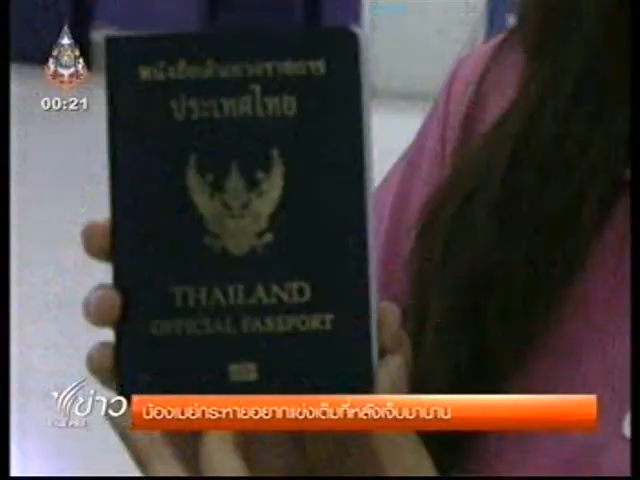 00:21
หนังสือเดินทางราชการ
ประเทศไทย
THAILAND
OFFICIAL PASSPORT
ข่าว
น้องเมย์กระหายอยากแข่งเต็มที่หลังเจ็บมานาน